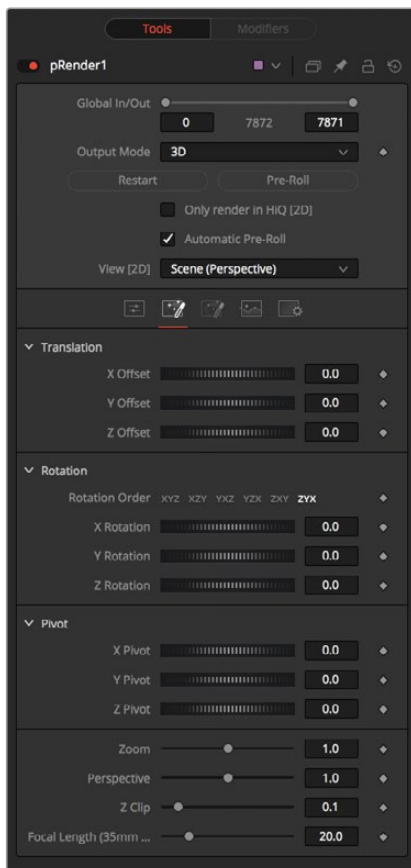 Tools Modifiers
pRender1
Global In/Out
0 7872 7871
Output Mode 3D
Restart Pre-Roll
Only render in HiQ [2D]
Automatic Pre-Roll
View [2D] Scene (Perspective)
Translation
X Offset 0.0
Y Offset 0.0
Z Offset 0.0
Rotation
Rotation Order XYZ XZY YXZ YZX ZXY ZYX
X Rotation 0.0
Y Rotation 0.0
Z Rotation 0.0
Pivot
X Pivot 0.0
Y Pivot 0.0
Z Pivot 0.0
Zoom 1.0
Perspective 1.0
Z Clip 0.1
Focal Length (35mm ... 20.0